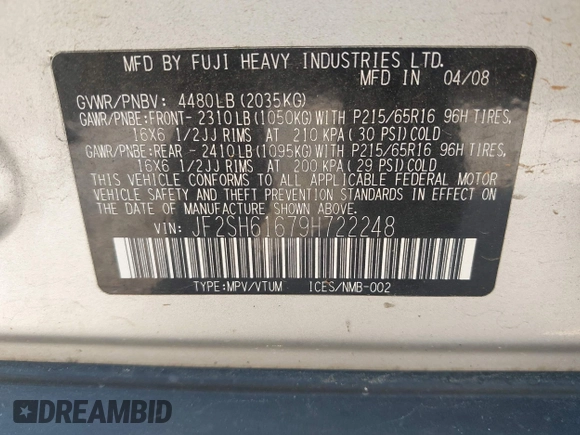 MFD BY FUJI HEAVY INDUSTRIES LTD.
MFD IN 04/08
GVWR/PNBV: 4480LB(2035KG)
GAWR/PNBE:FRONT- 2310LB(1050KG)WITH P215/65R16 96H TIRES,
16X6 1/2JJ RIMS AT 210 KPA(30 PSI)COLD
GAWR/PNBE:REAR - 2410LB(1095KG)WITH P215/65R16 96H TIRES,
16X6 1/2JJ RIMS AT 200 KPA(29 PSI)COLD
THIS VEHICLE CONFORMS TO ALL APPLICABLE FEDERAL MOTOR
VEHICLE SAFETY AND THEFT PREVENTION STANDARDS IN EFFECT
ON THE DATE OF MANUFACTURE SHOWN ABOVE.
VIN: JF2SH61679H722248
TYPE:MPV/VTUM ICES/NMB-002
DREAMBID